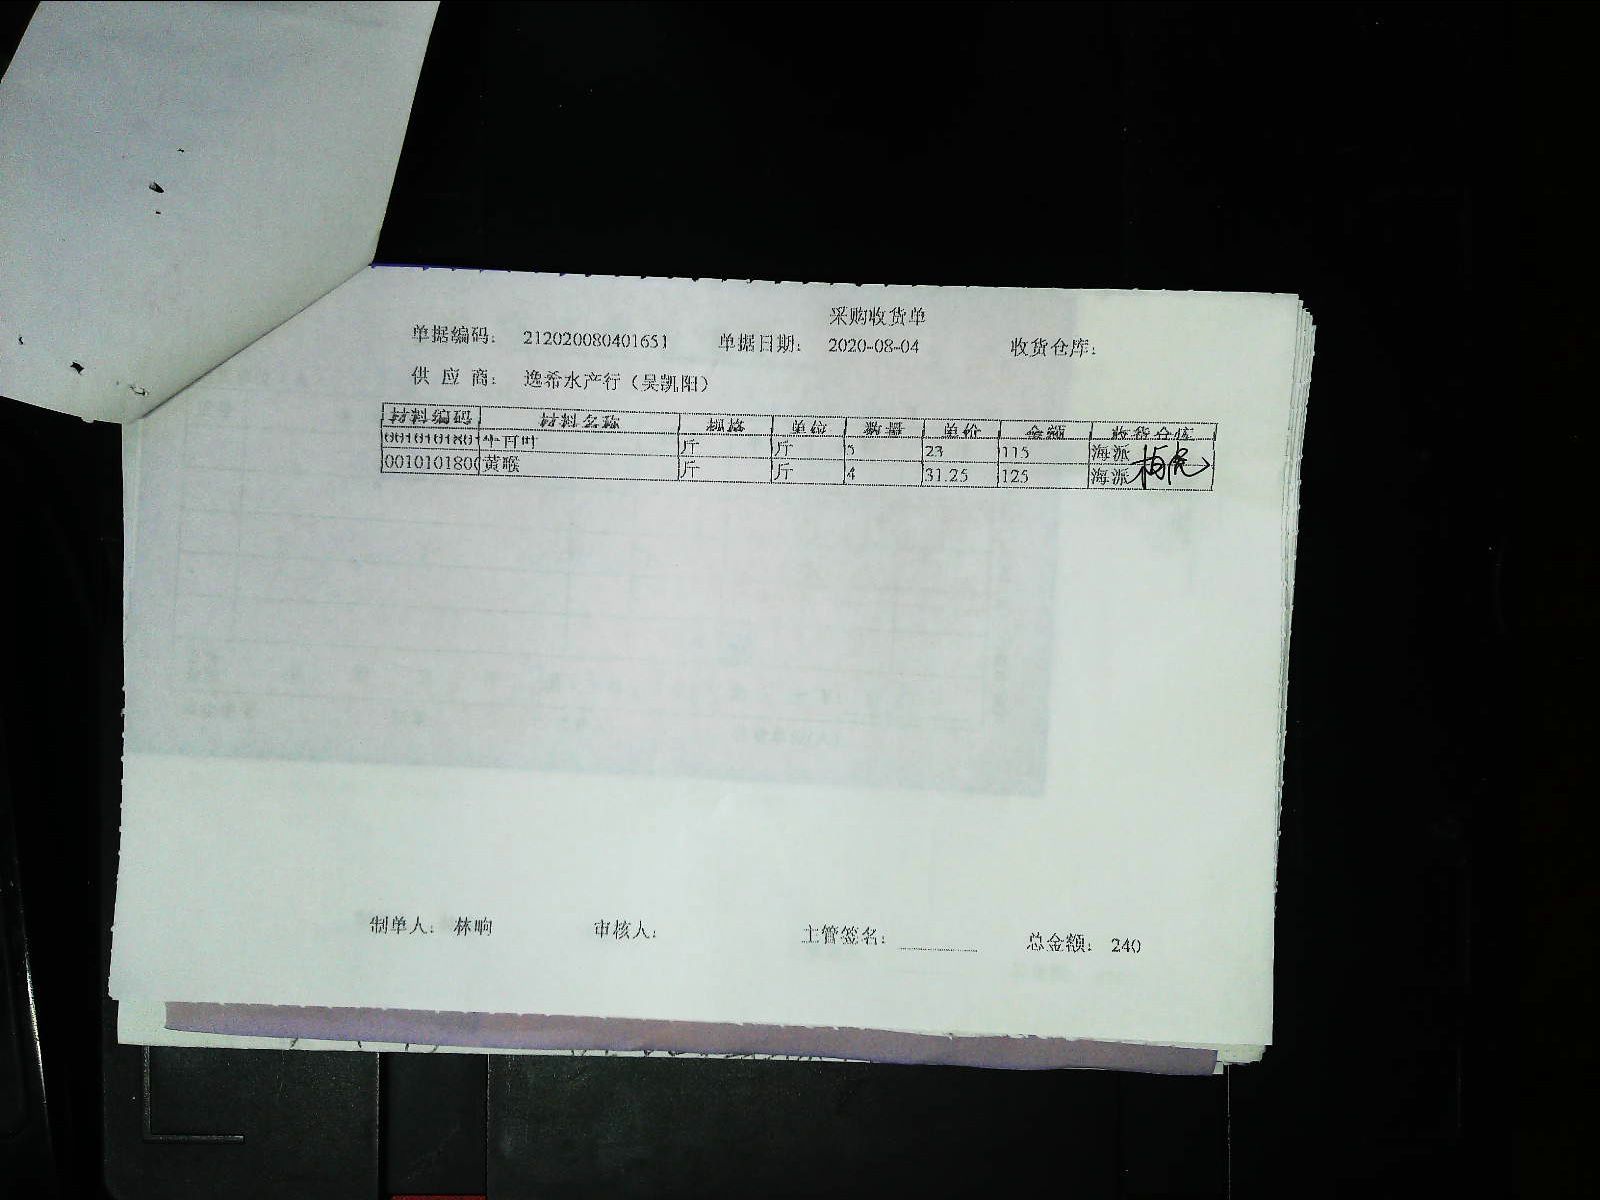 采购收货单
单据编码： 212020080401651 单据日期： 2020-08-04 收货仓库：
供 应 商： 逸希水产行（吴凯阳）
材料编码 材料名称 规格 单位 数量 单价 金额 收货仓库
001010180 牛百叶 斤 斤 5 23 115 海派
0010101800 黄喉 斤 斤 4 31.25 125 海派
制单人： 林晌 审核人： 主管签名： 总金额： 240